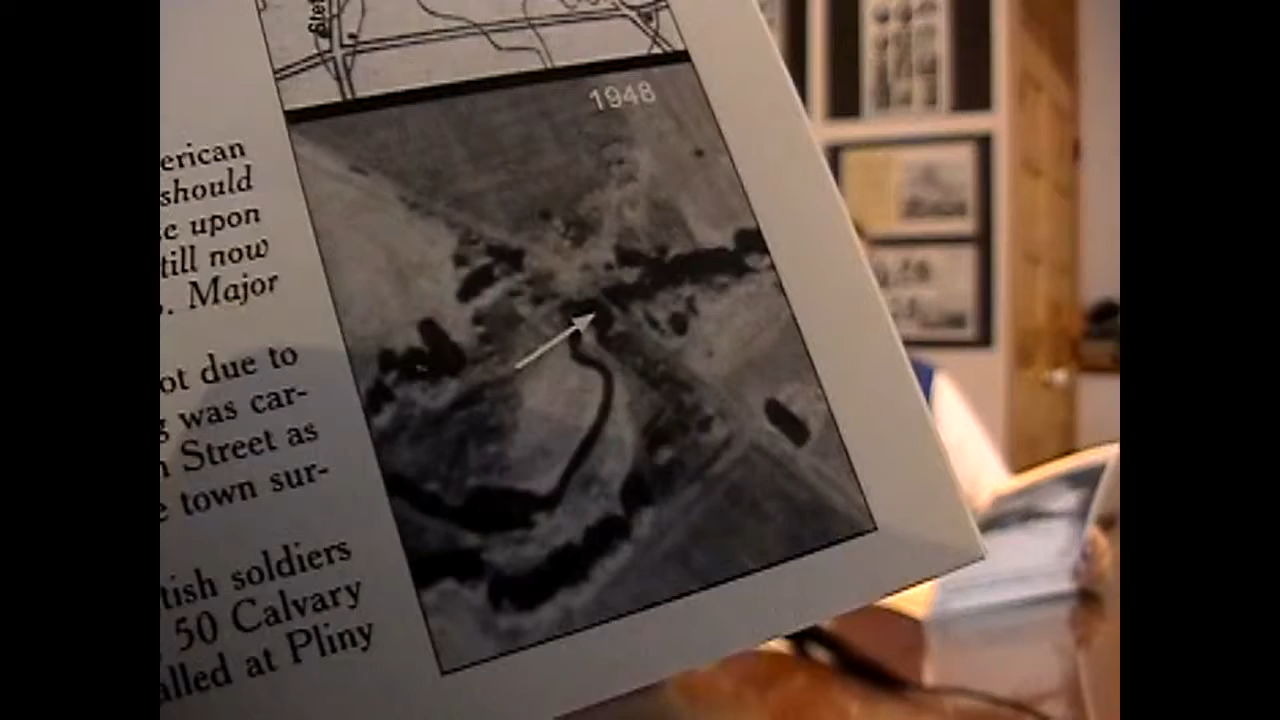 1948
erican
should
e upon
till now
. Major
ot due to
g was car-
n Street as
e town sur-
tish soldiers
50 Calvary
alled at Pliny